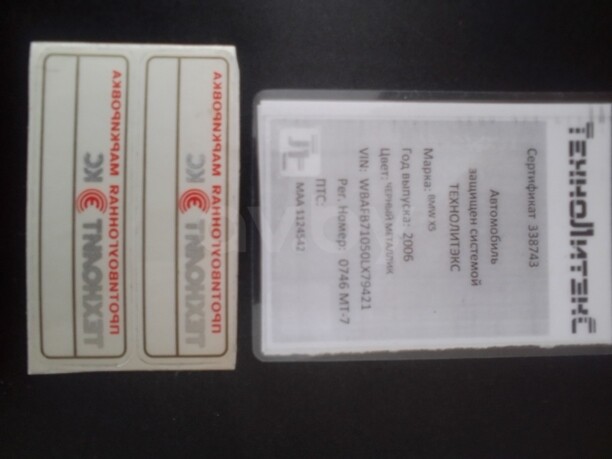 ТЕХНОЛИТЭКС
ПРОТИВОУГОННАЯ МАРКИРОВКА
ТЕХНОЛИТЭКС
ПРОТИВОУГОННАЯ МАРКИРОВКА
ТЕХНОЛИТЭКС
Сертификат 338743
Автомобиль
защищен системой
ТЕХНОЛИТЭКС
Марка: BMW X5
Год выпуска: 2006
Цвет: ЧЕРНЫЙ МЕТАЛЛИК
VIN: WBAFB71050LX79421
Рег. Номер: 0746 МТ-7
ПТС:
МАА 1124542